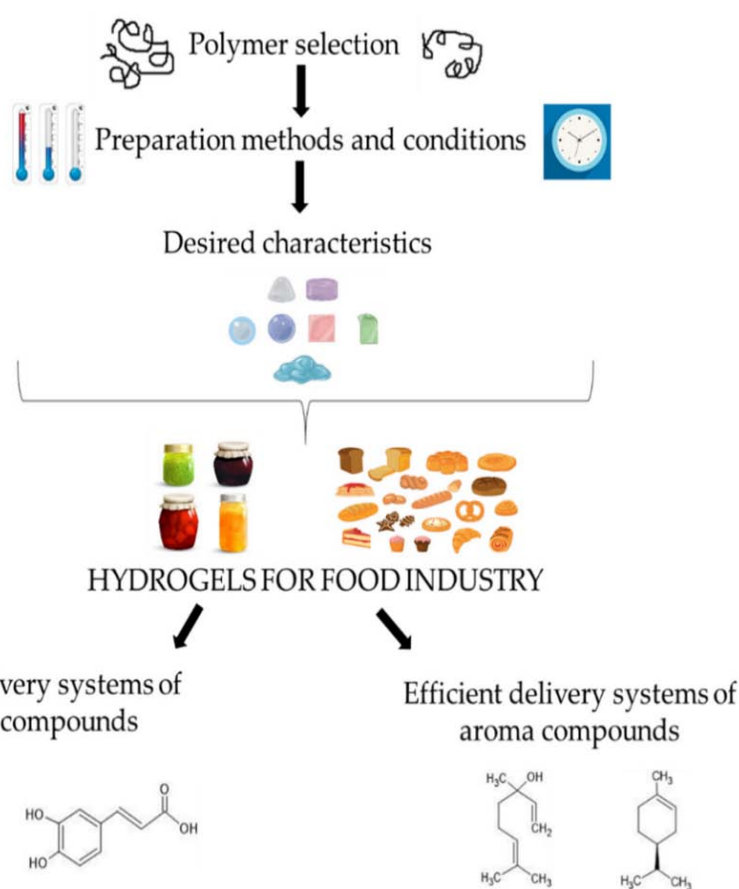 Polymer selection
Preparation methods and conditions
Desired characteristics
HYDROGELS FOR FOOD INDUSTRY
very systems of
compounds
Efficient delivery systems of
aroma compounds
HO
HO
O
OH
H₃C OH
CH₂
H₃C CH₃
CH₃
H₃C CH₃